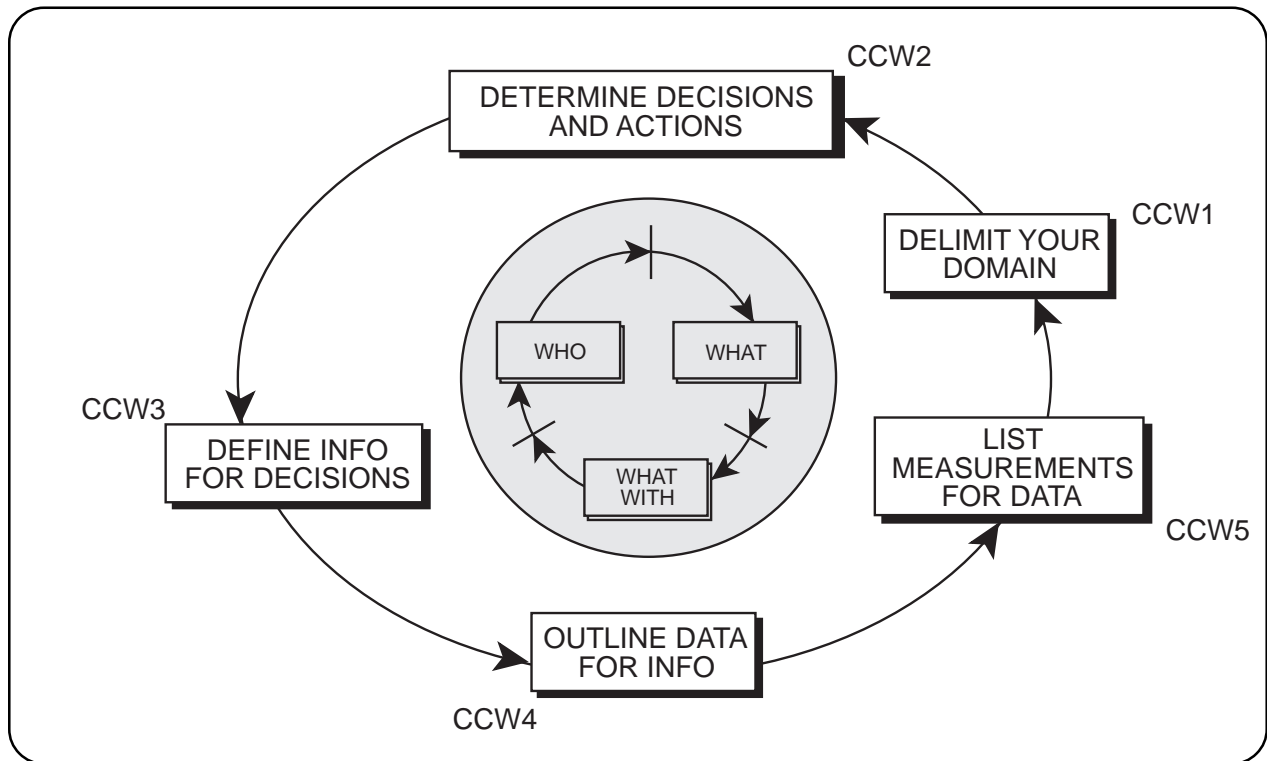 CCW2
DETERMINE DECISIONS
AND ACTIONS
CCW1
DELIMIT YOUR
DOMAIN
WHO
WHAT
CCW3
DEFINE INFO
FOR DECISIONS
LIST
MEASUREMENTS
FOR DATA
WHAT
WITH
CCW5
OUTLINE DATA
FOR INFO
CCW4